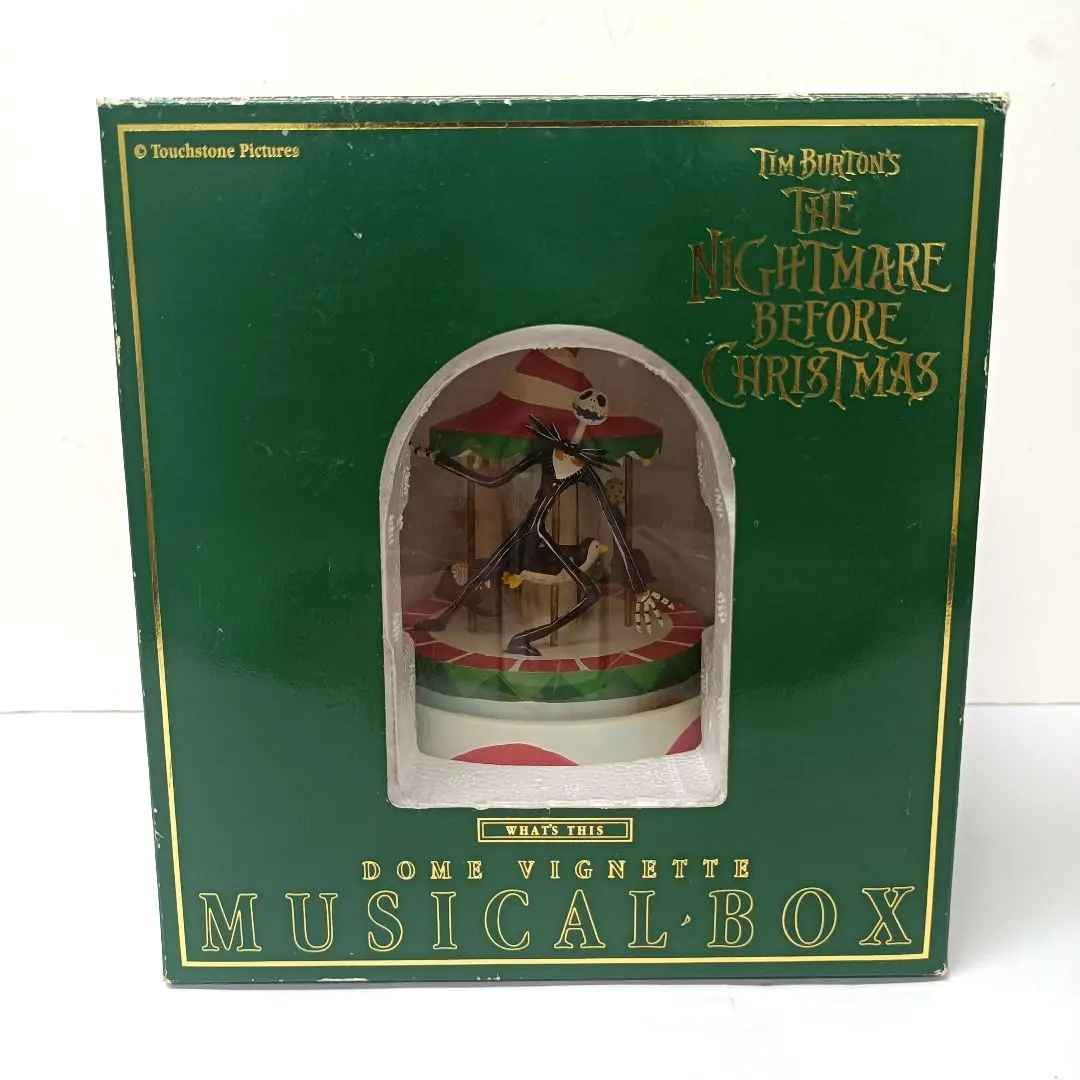 © Touchstone Pictures
TIM BURTON'S
THE
NIGHTMARE
BEFORE
CHRISTMAS
WHAT'S THIS
DOME VIGNETTE
MUSICAL·BOX